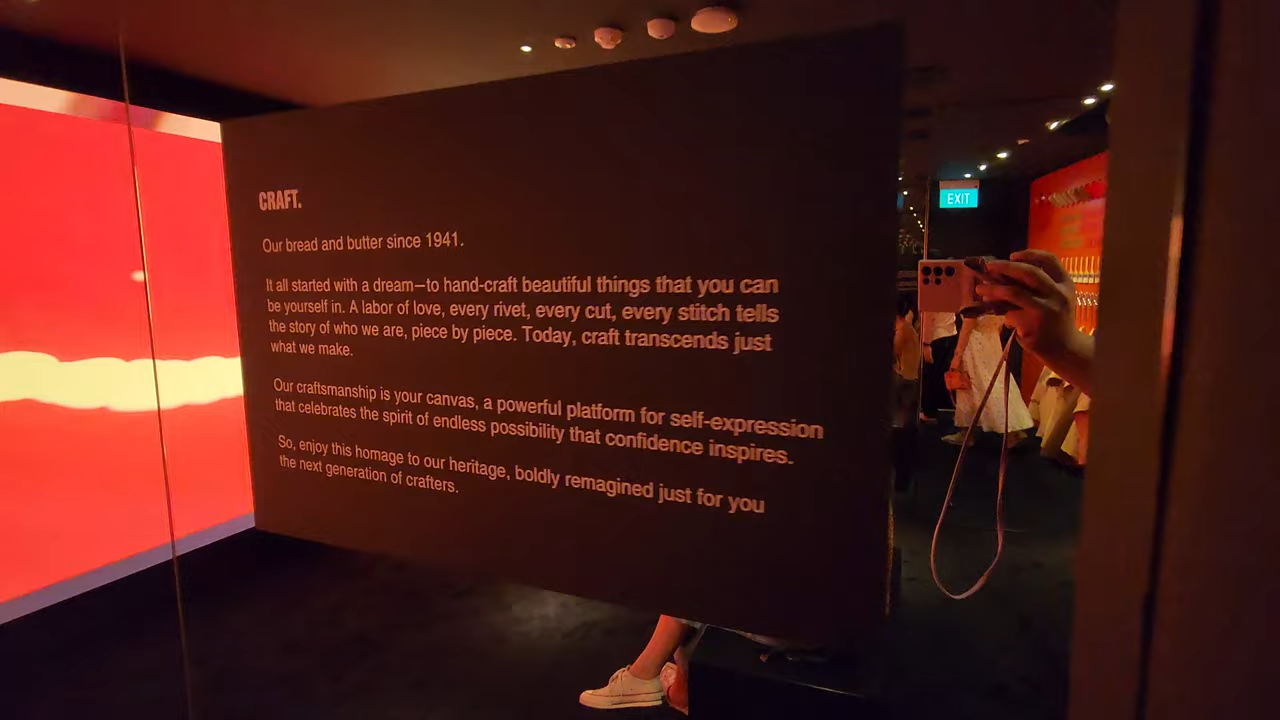 CRAFT.
Our bread and butter since 1941.
It all started with a dream—to hand-craft beautiful things that you can
be yourself in. A labor of love, every rivet, every cut, every stitch tells
the story of who we are, piece by piece. Today, craft transcends just
what we make.
Our craftsmanship is your canvas, a powerful platform for self-expression
that celebrates the spirit of endless possibility that confidence inspires.
So, enjoy this homage to our heritage, boldly remagined just for you
the next generation of crafters.
EXIT